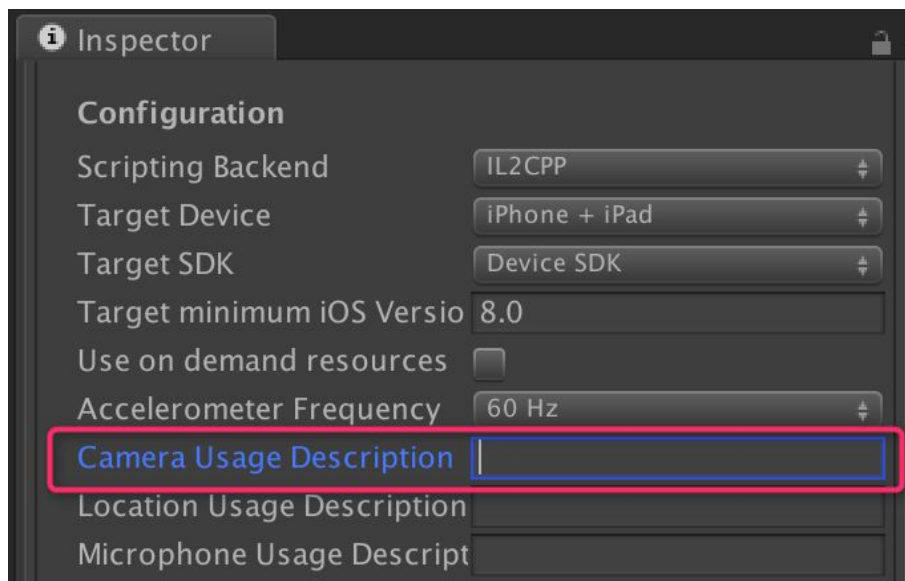 Inspector
Configuration
Scripting Backend IL2CPP
Target Device iPhone + iPad
Target SDK Device SDK
Target minimum iOS Versio 8.0
Use on demand resources
Accelerometer Frequency 60 Hz
Camera Usage Description
Location Usage Description
Microphone Usage Descript